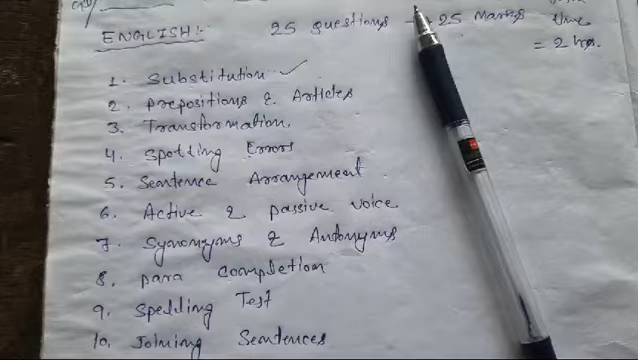 ENGLISH:- 25 questions → 25 Marks
time
= 2 hrs.
1. Substitution ✓
2. prepositions & Articles
3. Transformation.
4. Spotting Errors
5. Sentence Arrangement.
6. Active & passive voice
7. Synonyms & Antonyms
8. para completion
9. Spelling Test
10. Joining Sentences